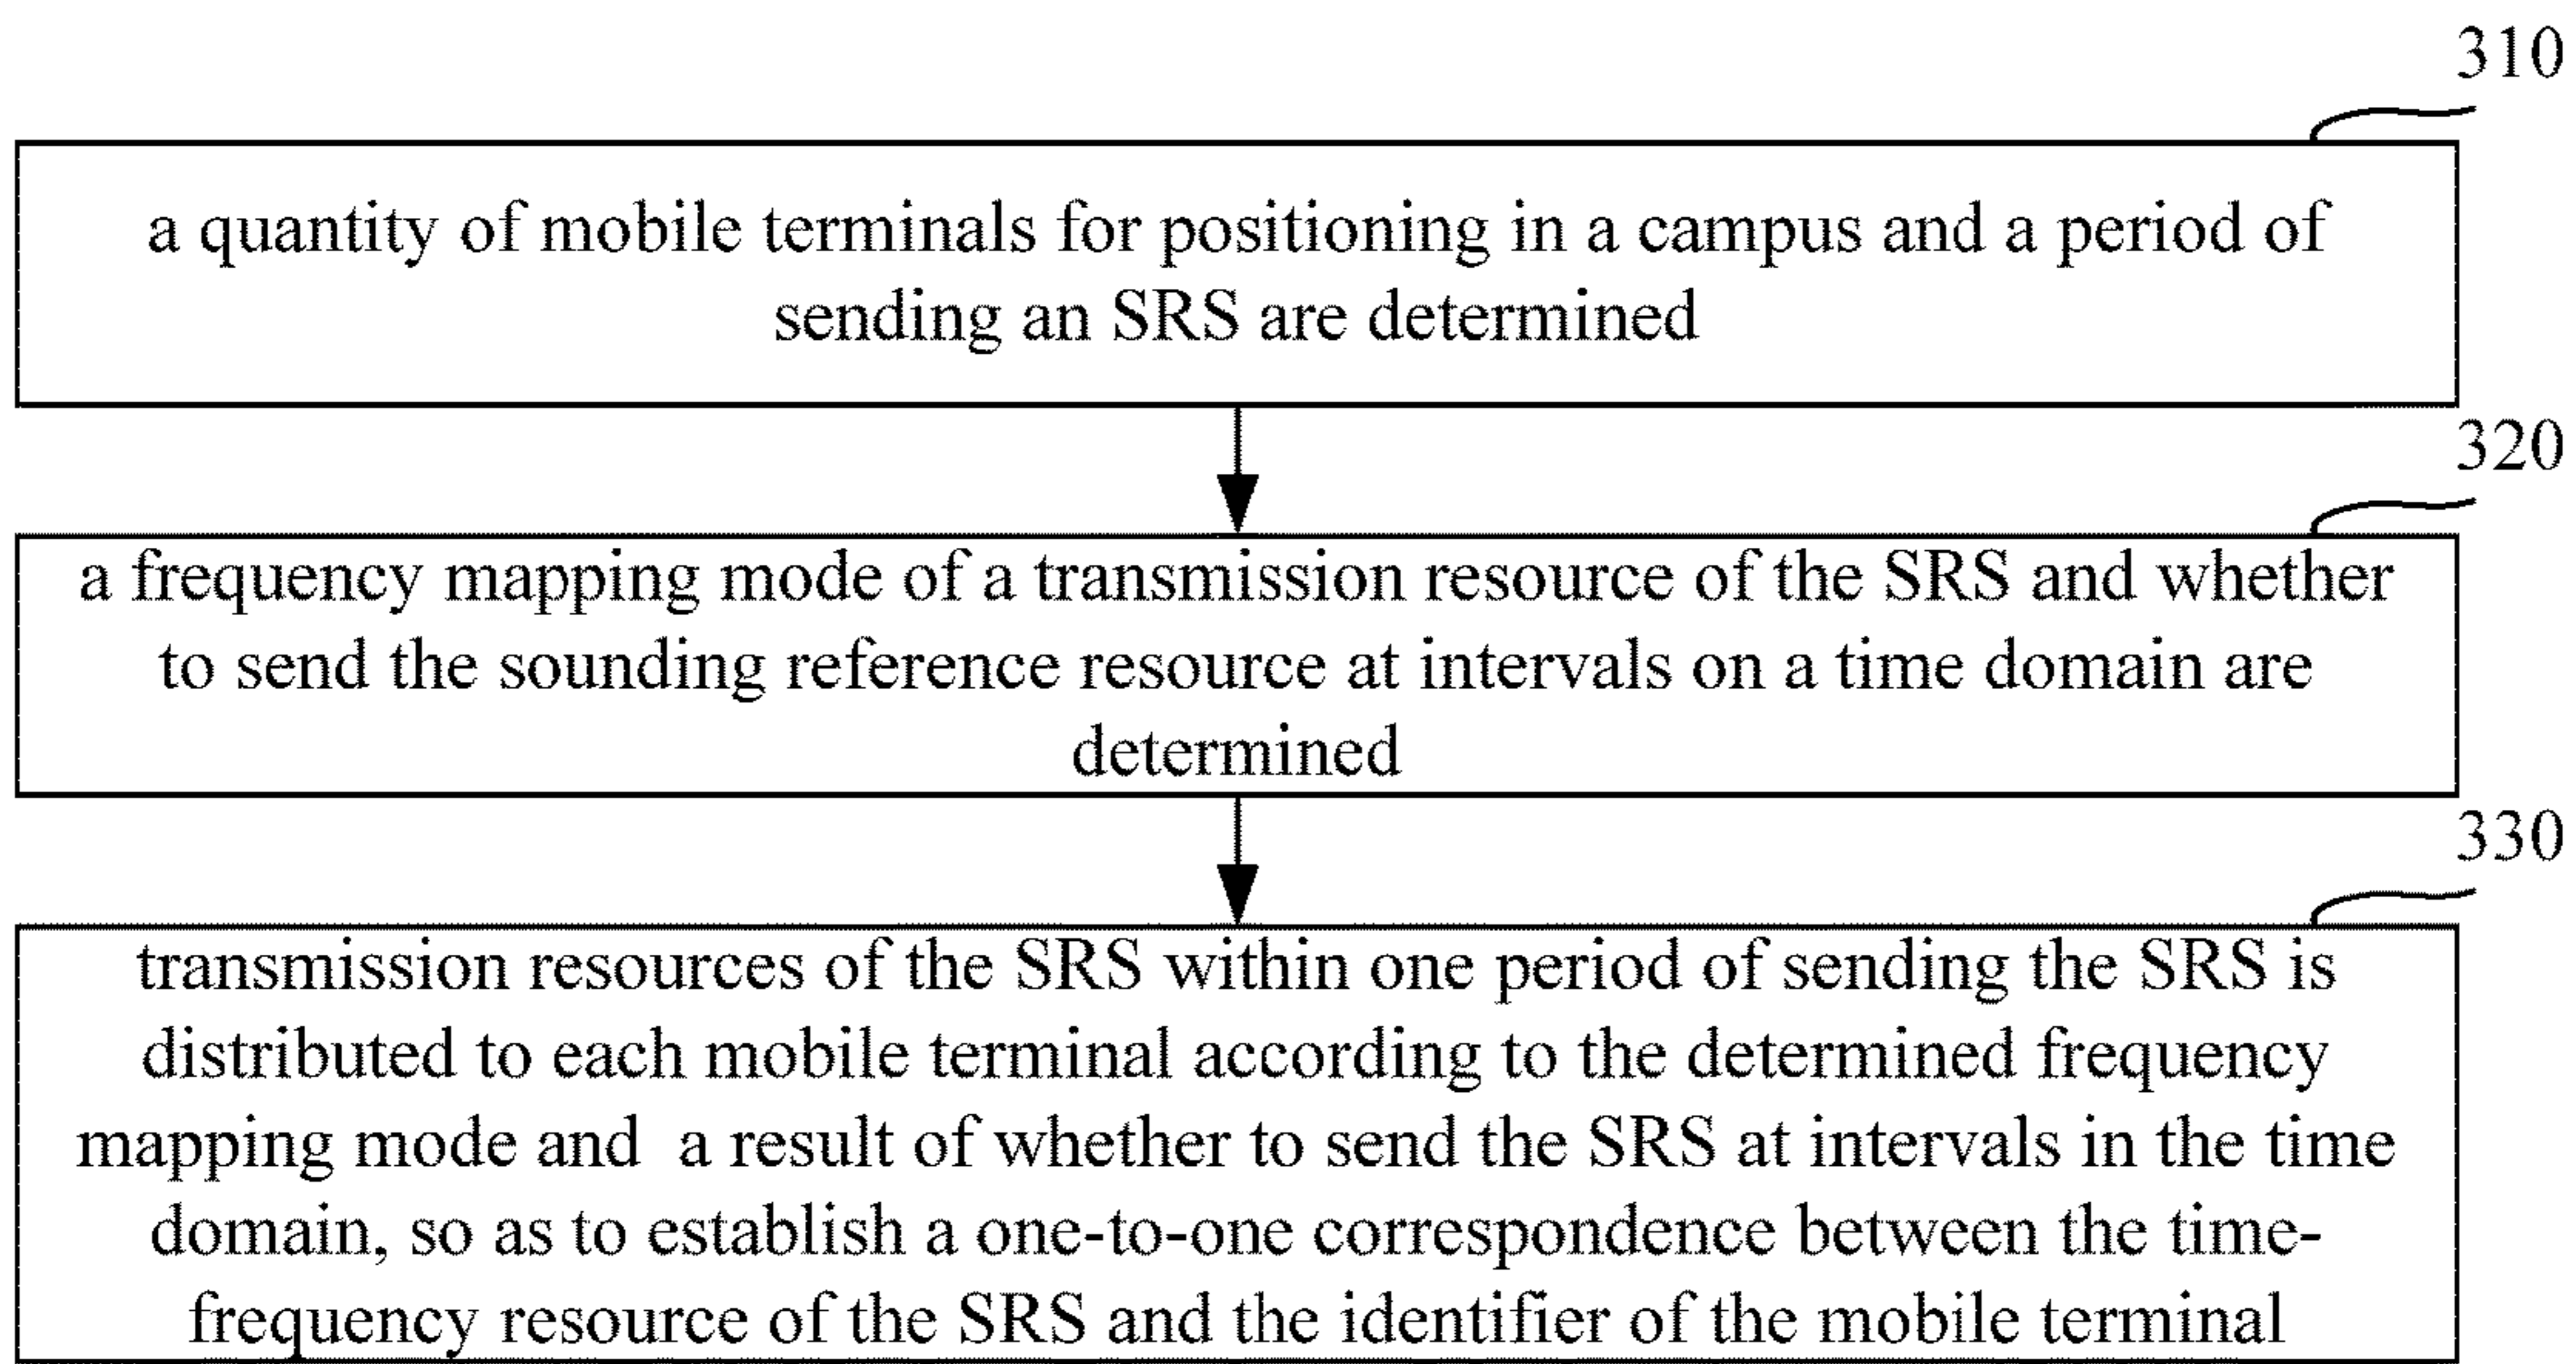 310
a quantity of mobile terminals for positioning in a campus and a period of
sending an SRS are determined
320
a frequency mapping mode of a transmission resource of the SRS and whether
to send the sounding reference resource at intervals on a time domain are
determined
330
transmission resources of the SRS within one period of sending the SRS is
distributed to each mobile terminal according to the determined frequency
mapping mode and  a result of whether to send the SRS at intervals in the time
domain, so as to establish a one-to-one correspondence between the time-
frequency resource of the SRS and the identifier of the mobile terminal